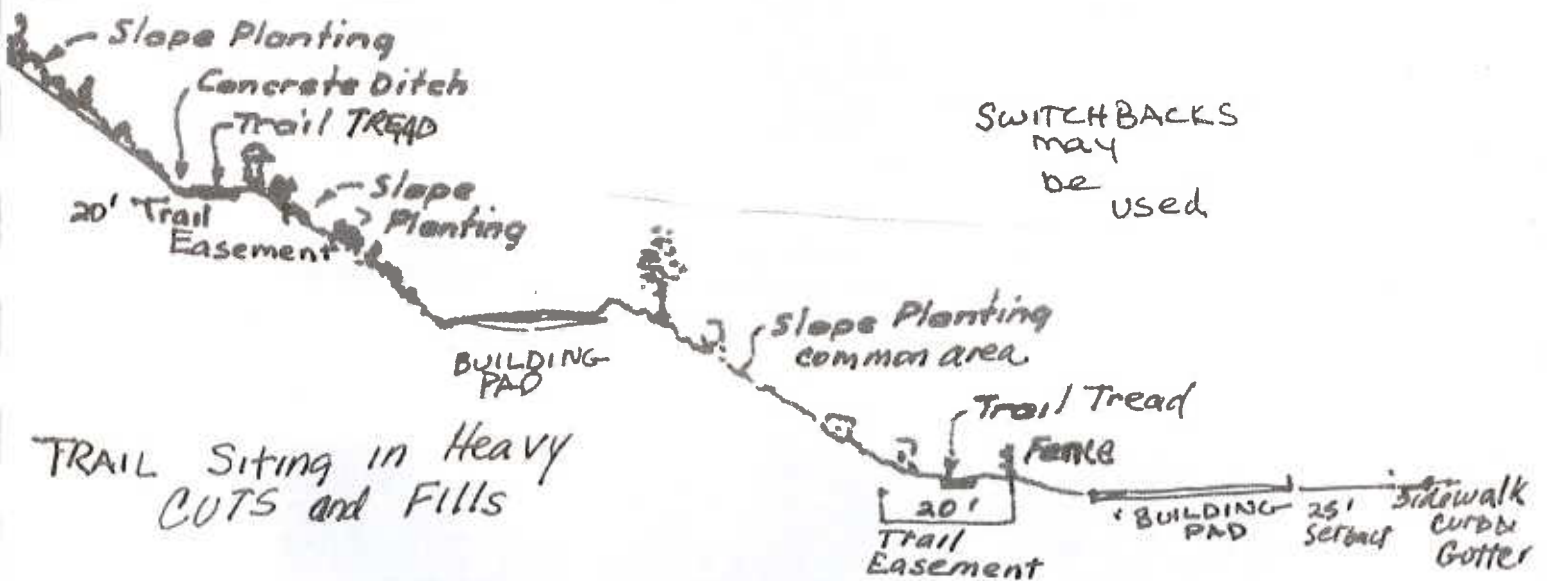 Slope Planting
Concrete Ditch
Trail TREAD
20' Trail
Easement
Slope
Planting
SWITCHBACKS
may
be
used
BUILDING
PAD
Slope Planting
common area
Trail Tread
Fence
TRAIL Siting in Heavy
CUTS and Fills
20'
Trail
Easement
BUILDING
PAD
25'
Setback
Sidewalk
Curb &
Gutter